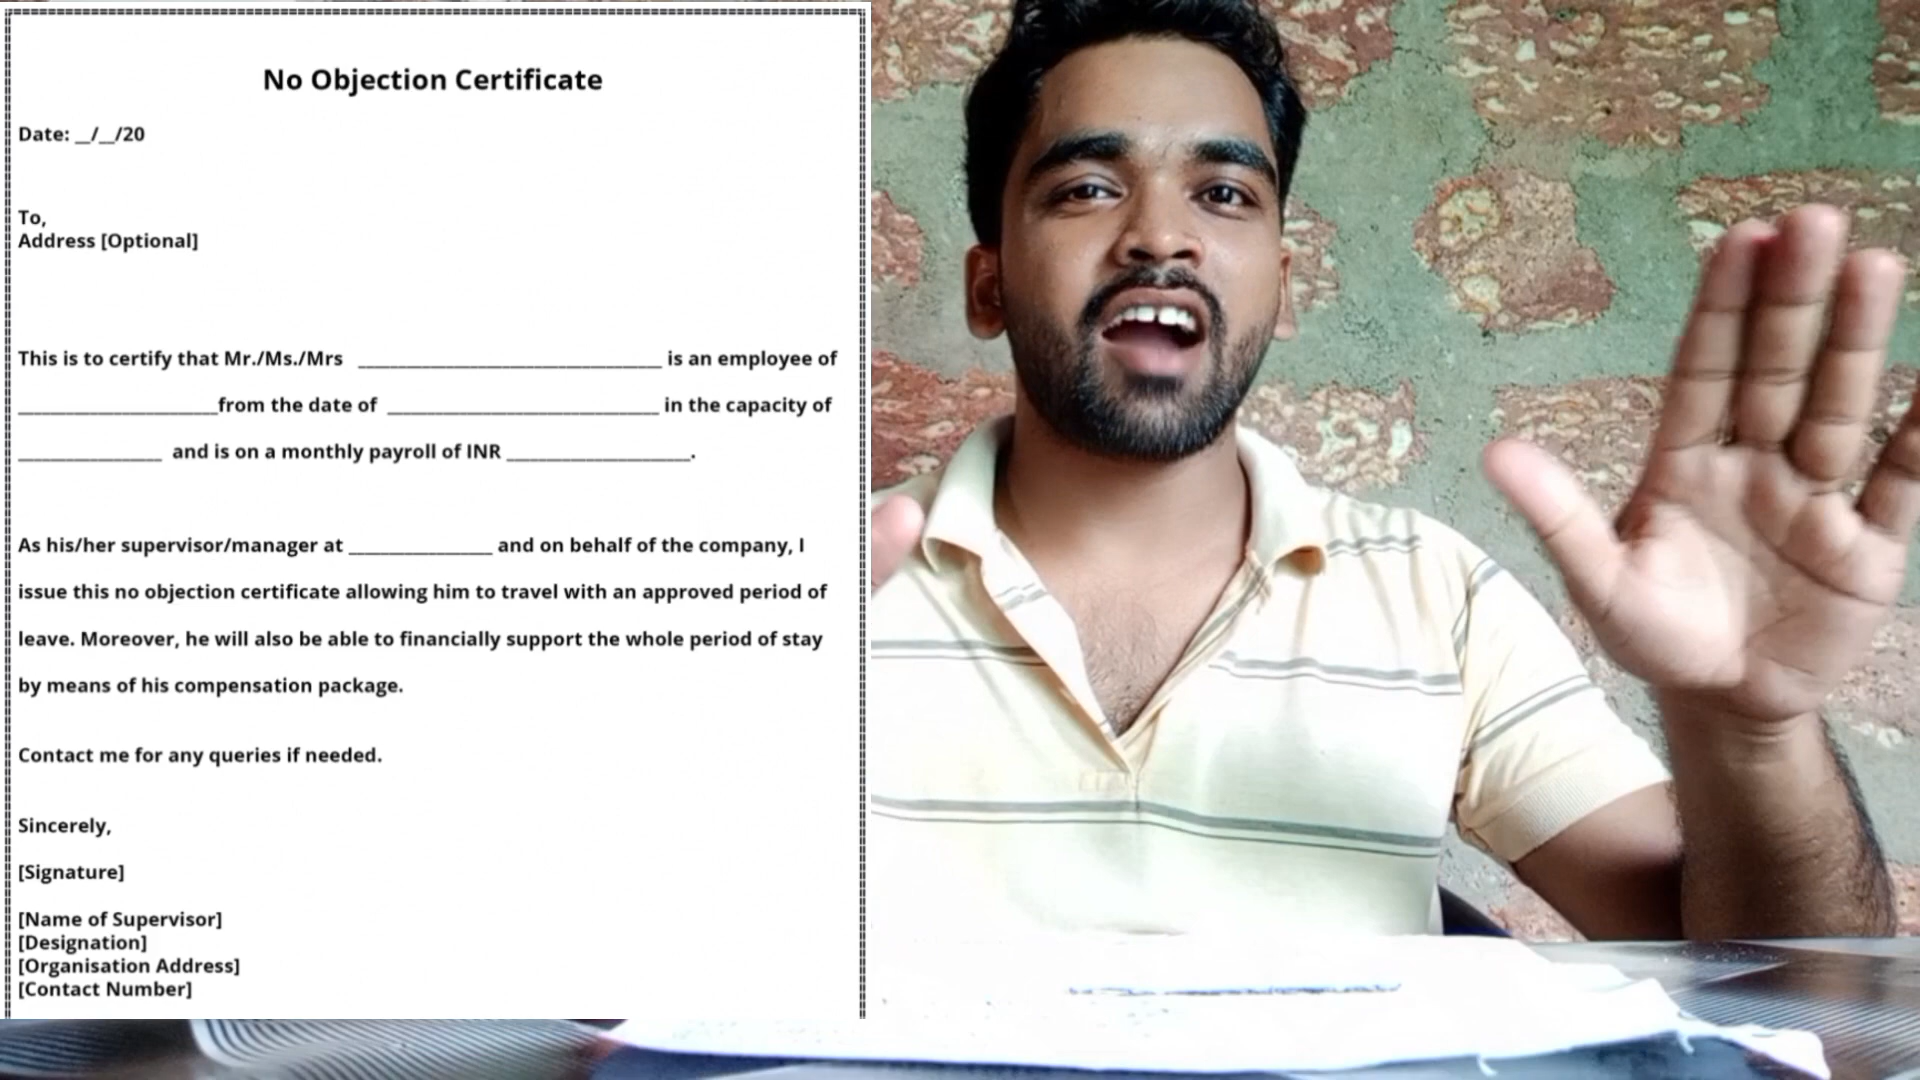 No Objection Certificate
Date: __/__/20
To,
Address [Optional]
This is to certify that Mr./Ms./Mrs ______________________________ is an employee of
____________________from the date of ___________________________ in the capacity of
______________ and is on a monthly payroll of INR __________________.
As his/her supervisor/manager at ______________ and on behalf of the company, I
issue this no objection certificate allowing him to travel with an approved period of
leave. Moreover, he will also be able to financially support the whole period of stay
by means of his compensation package.
Contact me for any queries if needed.
Sincerely,
[Signature]
[Name of Supervisor]
[Designation]
[Organisation Address]
[Contact Number]